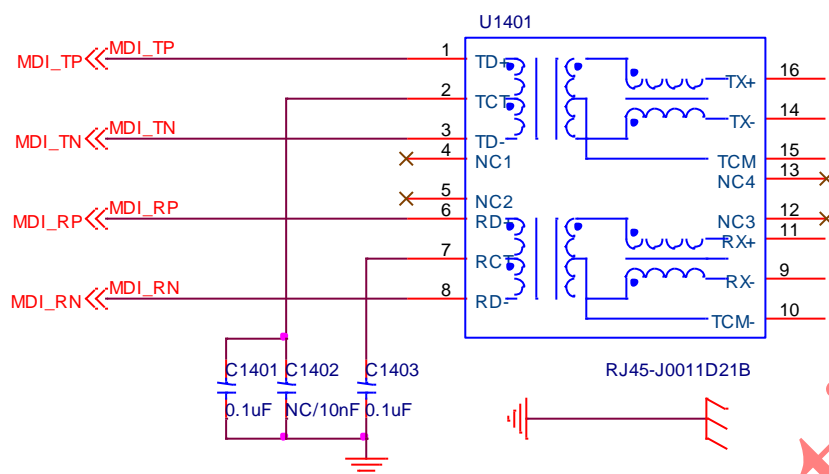 U1401
MDI_TP MDI_TP 1 TD+ TX+ 16
2 TCT TX- 14
MDI_TN MDI_TN 3 TD- TCM 15
4 NC1 NC4 13
5 NC2 NC3 12
MDI_RP MDI_RP 6 RD+ RX+ 11
7 RCT RX- 9
MDI_RN MDI_RN 8 RD- TCM- 10
C1401 C1402 C1403 RJ45-J0011D21B
0.1uF NC/10nF 0.1uF